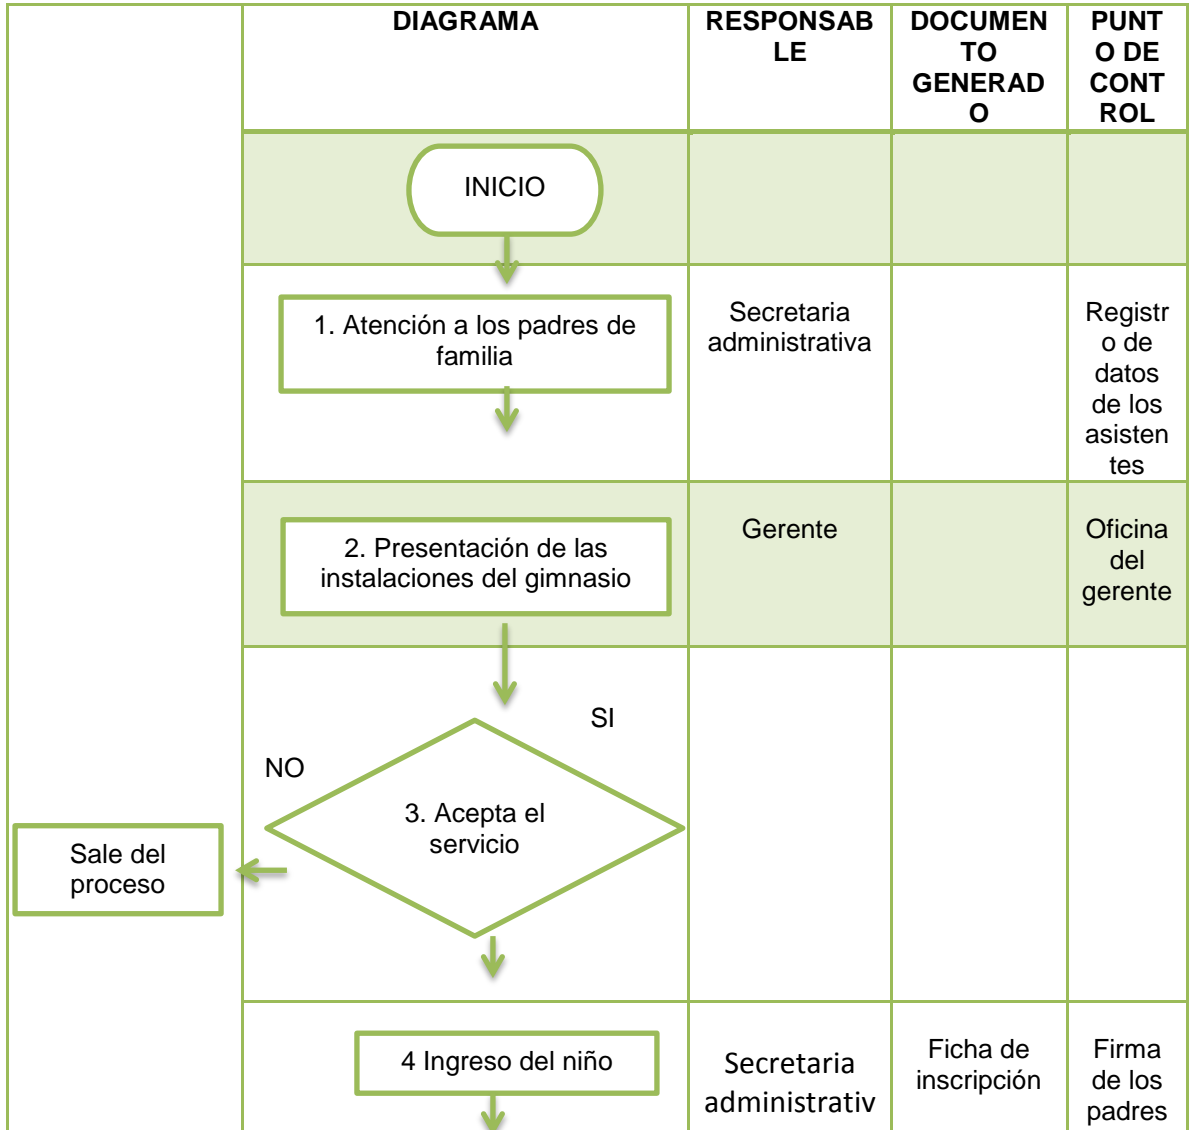 DIAGRAMA
RESPONSAB
LE
DOCUMEN
TO
GENERAD
O
PUNT
O DE
CONT
ROL
INICIO
1. Atención a los padres de
familia
Secretaria
administrativa
Registr
o de
datos
de los
asisten
tes
2. Presentación de las
instalaciones del gimnasio
Gerente
Oficina
del
gerente
SI
NO
3. Acepta el
servicio
Sale del
proceso
4 Ingreso del niño
Secretaria
administrativ
Ficha de
inscripción
Firma
de los
padres